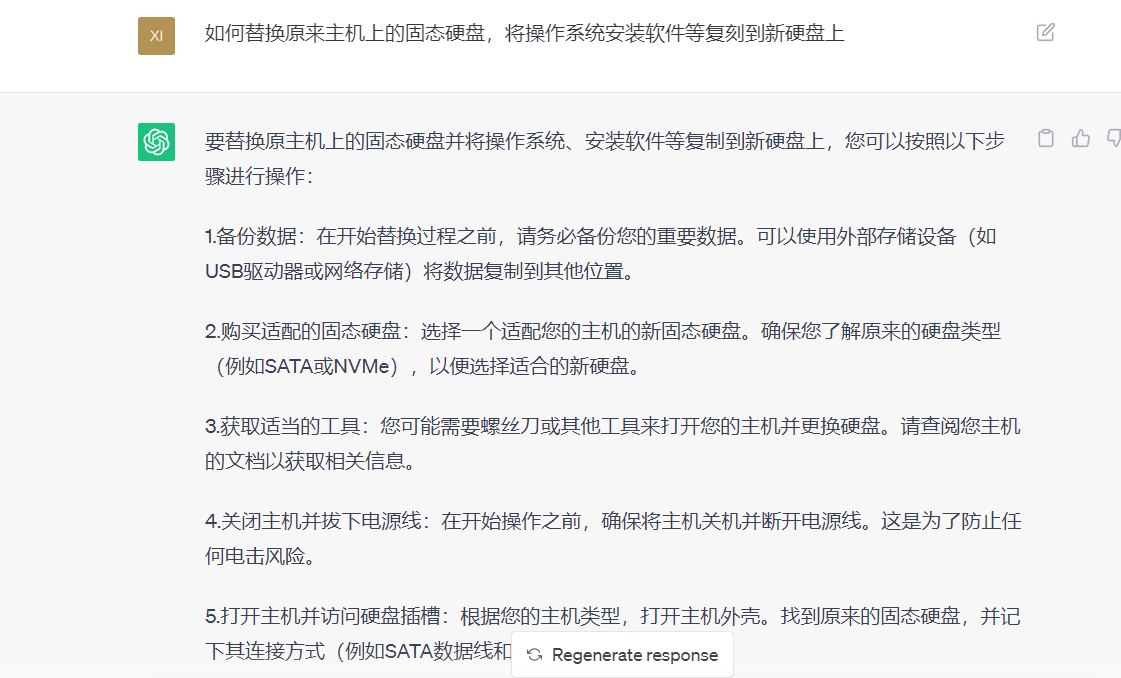 XI
如何替换原来主机上的固态硬盘，将操作系统安装软件等复刻到新硬盘上
要替换原主机上的固态硬盘并将操作系统、安装软件等复制到新硬盘上，您可以按照以下步
骤进行操作：
1.备份数据：在开始替换过程之前，请务必备份您的重要数据。可以使用外部存储设备（如
USB驱动器或网络存储）将数据复制到其他位置。
2.购买适配的固态硬盘：选择一个适配您的主机的新固态硬盘。确保您了解原来的硬盘类型
（例如SATA或NVMe），以便选择适合的新硬盘。
3.获取适当的工具：您可能需要螺丝刀或其他工具来打开您的主机并更换硬盘。请查阅您主机
的文档以获取相关信息。
4.关闭主机并拔下电源线：在开始操作之前，确保将主机关机并断开电源线。这是为了防止任
何电击风险。
5.打开主机并访问硬盘插槽：根据您的主机类型，打开主机外壳。找到原来的固态硬盘，并记
下其连接方式（例如SATA数据线和
Regenerate response